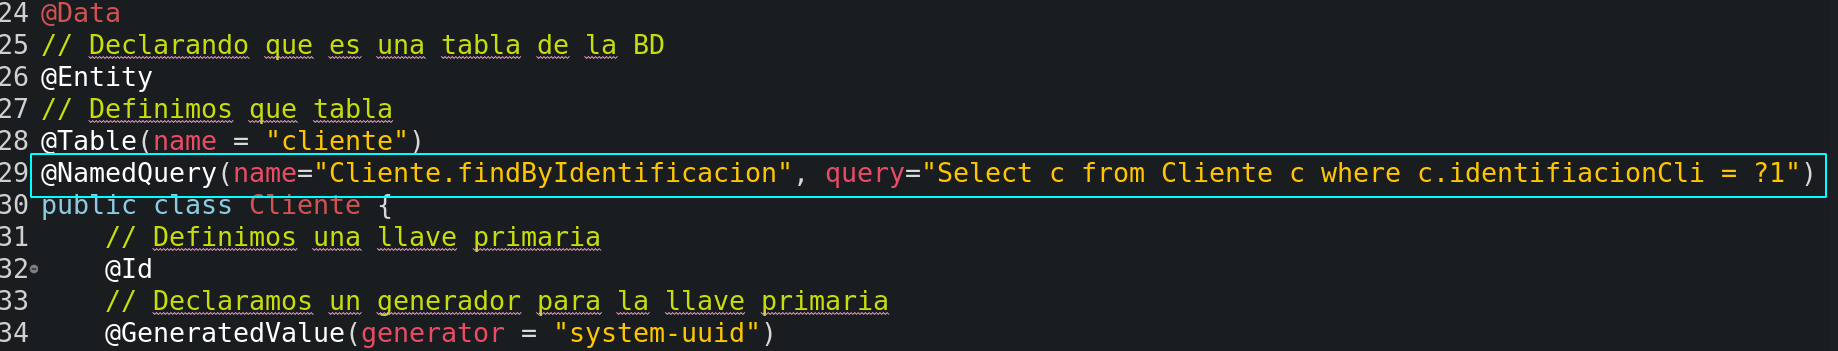 24 @Data
25 // Declarando que es una tabla de la BD
26 @Entity
27 // Definimos que tabla
28 @Table(name = "cliente")
29 @NamedQuery(name="Cliente.findByIdentificacion", query="Select c from Cliente c where c.identifiacionCli = ?1")
30 public class Cliente {
31 // Definimos una llave primaria
32 @Id
33 // Declaramos un generador para la llave primaria
34 @GeneratedValue(generator = "system-uuid")